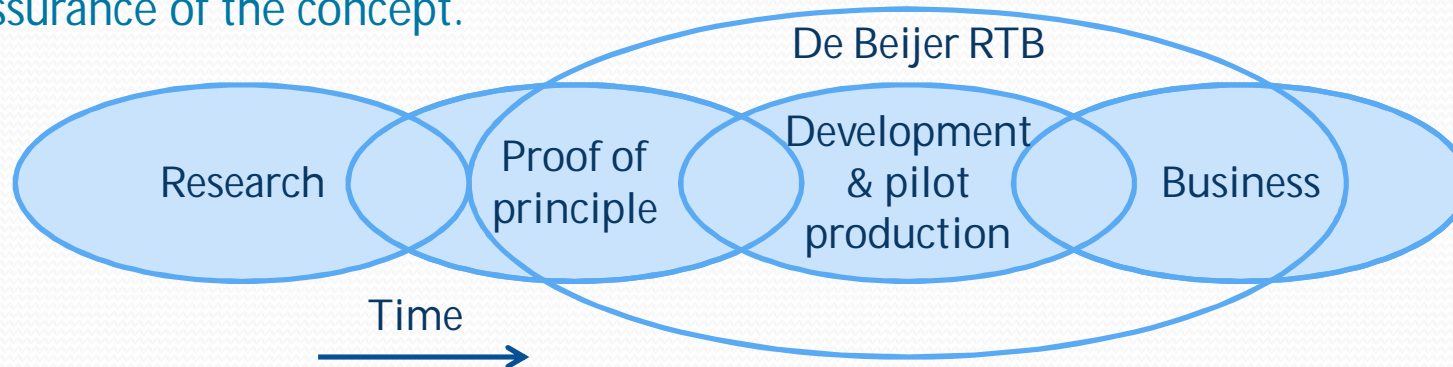 ssurance of the concept.
De Beijer RTB
Research
Proof of
principle
Development
& pilot
production
Business
Time